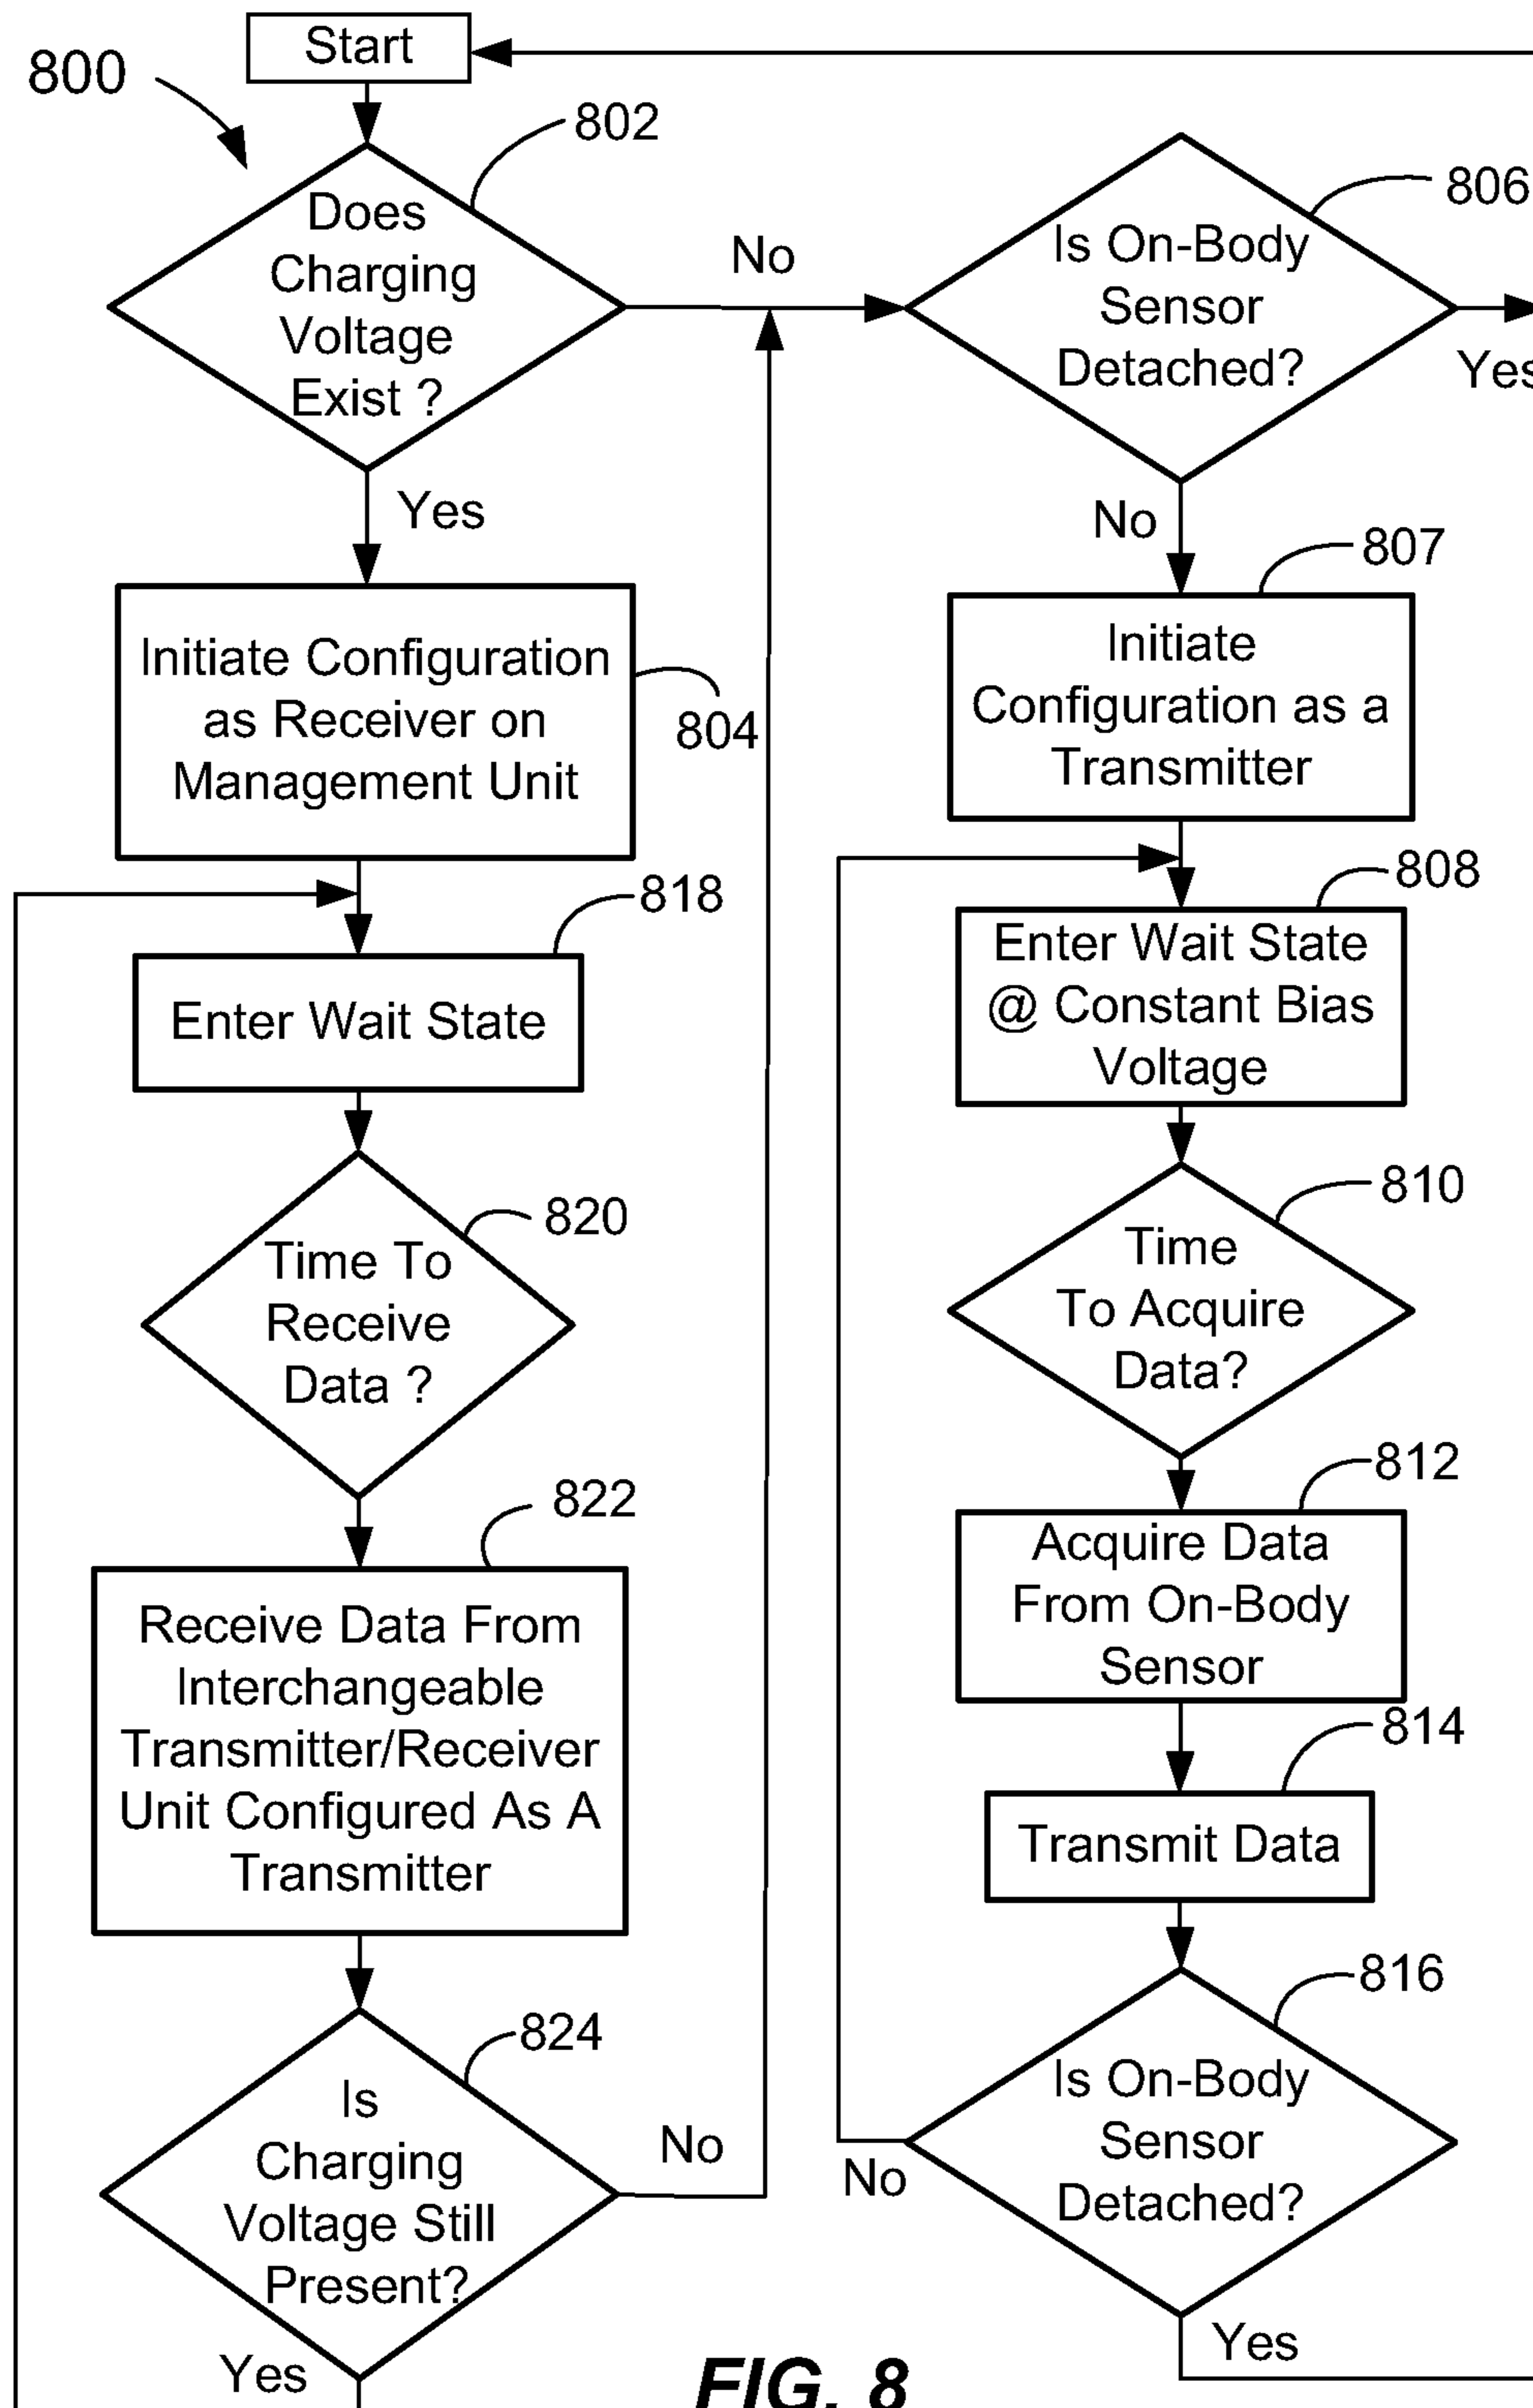 Start
800
802
Does
Charging
Voltage
Exist ?
No
Yes
806
Is On-Body
Sensor
Detached?
Yes
No
804
Initiate Configuration
as Receiver on
Management Unit
807
Initiate
Configuration as a
Transmitter
818
Enter Wait State
808
Enter Wait State
@ Constant Bias
Voltage
820
Time To
Receive
Data ?
810
Time
To Acquire
Data?
822
Receive Data From
Interchangeable
Transmitter/Receiver
Unit Configured As A
Transmitter
812
Acquire Data
From On-Body
Sensor
814
Transmit Data
824
Is
Charging
Voltage Still
Present?
No
Yes
816
Is On-Body
Sensor
Detached?
No
Yes
FIG. 8